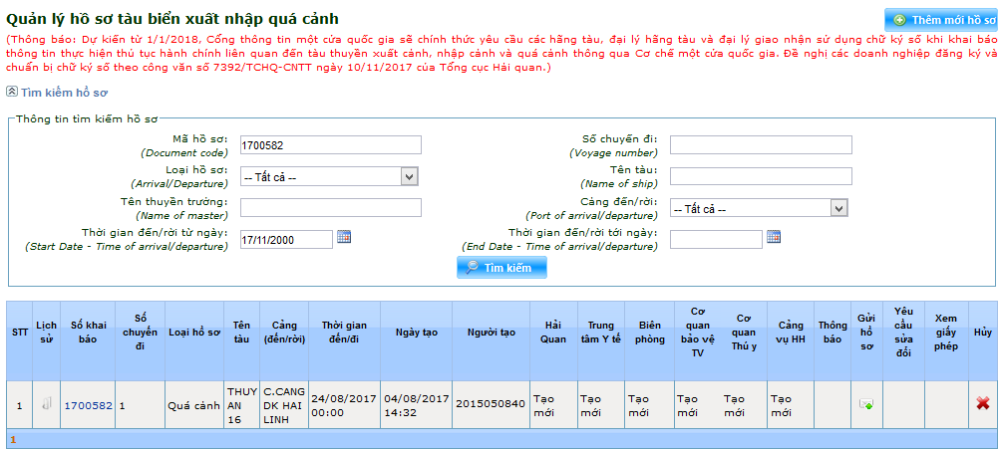 Quản lý hồ sơ tàu biển xuất nhập quá cảnh
Thêm mới hồ sơ
(Thông báo: Dự kiến từ 1/1/2018, Cổng thông tin một cửa quốc gia sẽ chính thức yêu cầu các hãng tàu, đại lý hãng tàu và đại lý giao nhận sử dụng chữ ký số khi khai báo
thông tin thực hiện thủ tục hành chính liên quan đến tàu thuyền xuất cảnh, nhập cảnh và quá cảnh thông qua Cơ chế một cửa quốc gia. Đề nghị các doanh nghiệp đăng ký và
chuẩn bị chữ ký số theo công văn số 7392/TCHQ-CNTT ngày 10/11/2017 của Tổng cục Hải quan.)
Tìm kiếm hồ sơ
Thông tin tìm kiếm hồ sơ
Mã hồ sơ: 1700582 Số chuyến đi:
(Document code) (Voyage number)
Loại hồ sơ: -- Tất cả -- Tên tàu:
(Arrival/Departure) (Name of ship)
Tên thuyền trưởng: Cảng đến/rời: -- Tất cả --
(Name of master) (Port of arrival/departure)
Thời gian đến/rời từ ngày: 17/11/2000 Thời gian đến/rời tới ngày:
(Start Date - Time of arrival/departure) (End Date - Time of arrival/departure)
Tìm kiếm
STT Lịch sử Số khai báo Số chuyến đi Loại hồ sơ Tên tàu Cảng (đến/rời) Thời gian đến/đi Ngày tạo Người tạo Hải Quan Trung tâm Y tế Biên phòng Cơ quan bảo vệ TV Cơ quan Thú y Cảng vụ HH Thông báo Gửi hồ sơ Yêu cầu sửa đổi Xem giấy phép Hủy
1 1700582 1 Quá cảnh THUY AN 16 C.CANG DK HAI LINH 24/08/2017 00:00 04/08/2017 14:32 2015050840 Tạo mới Tạo mới Tạo mới Tạo mới Tạo mới Tạo mới
1